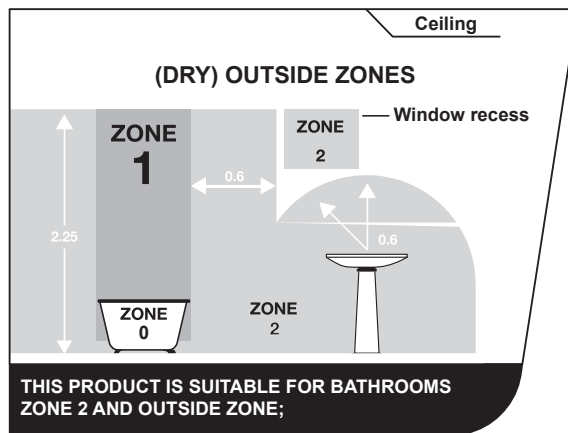 Ceiling
(DRY) OUTSIDE ZONES
Window recess
ZONE
1
ZONE
2
0.6
2.25
0.6
ZONE
0
ZONE
2
THIS PRODUCT IS SUITABLE FOR BATHROOMS
ZONE 2 AND OUTSIDE ZONE;